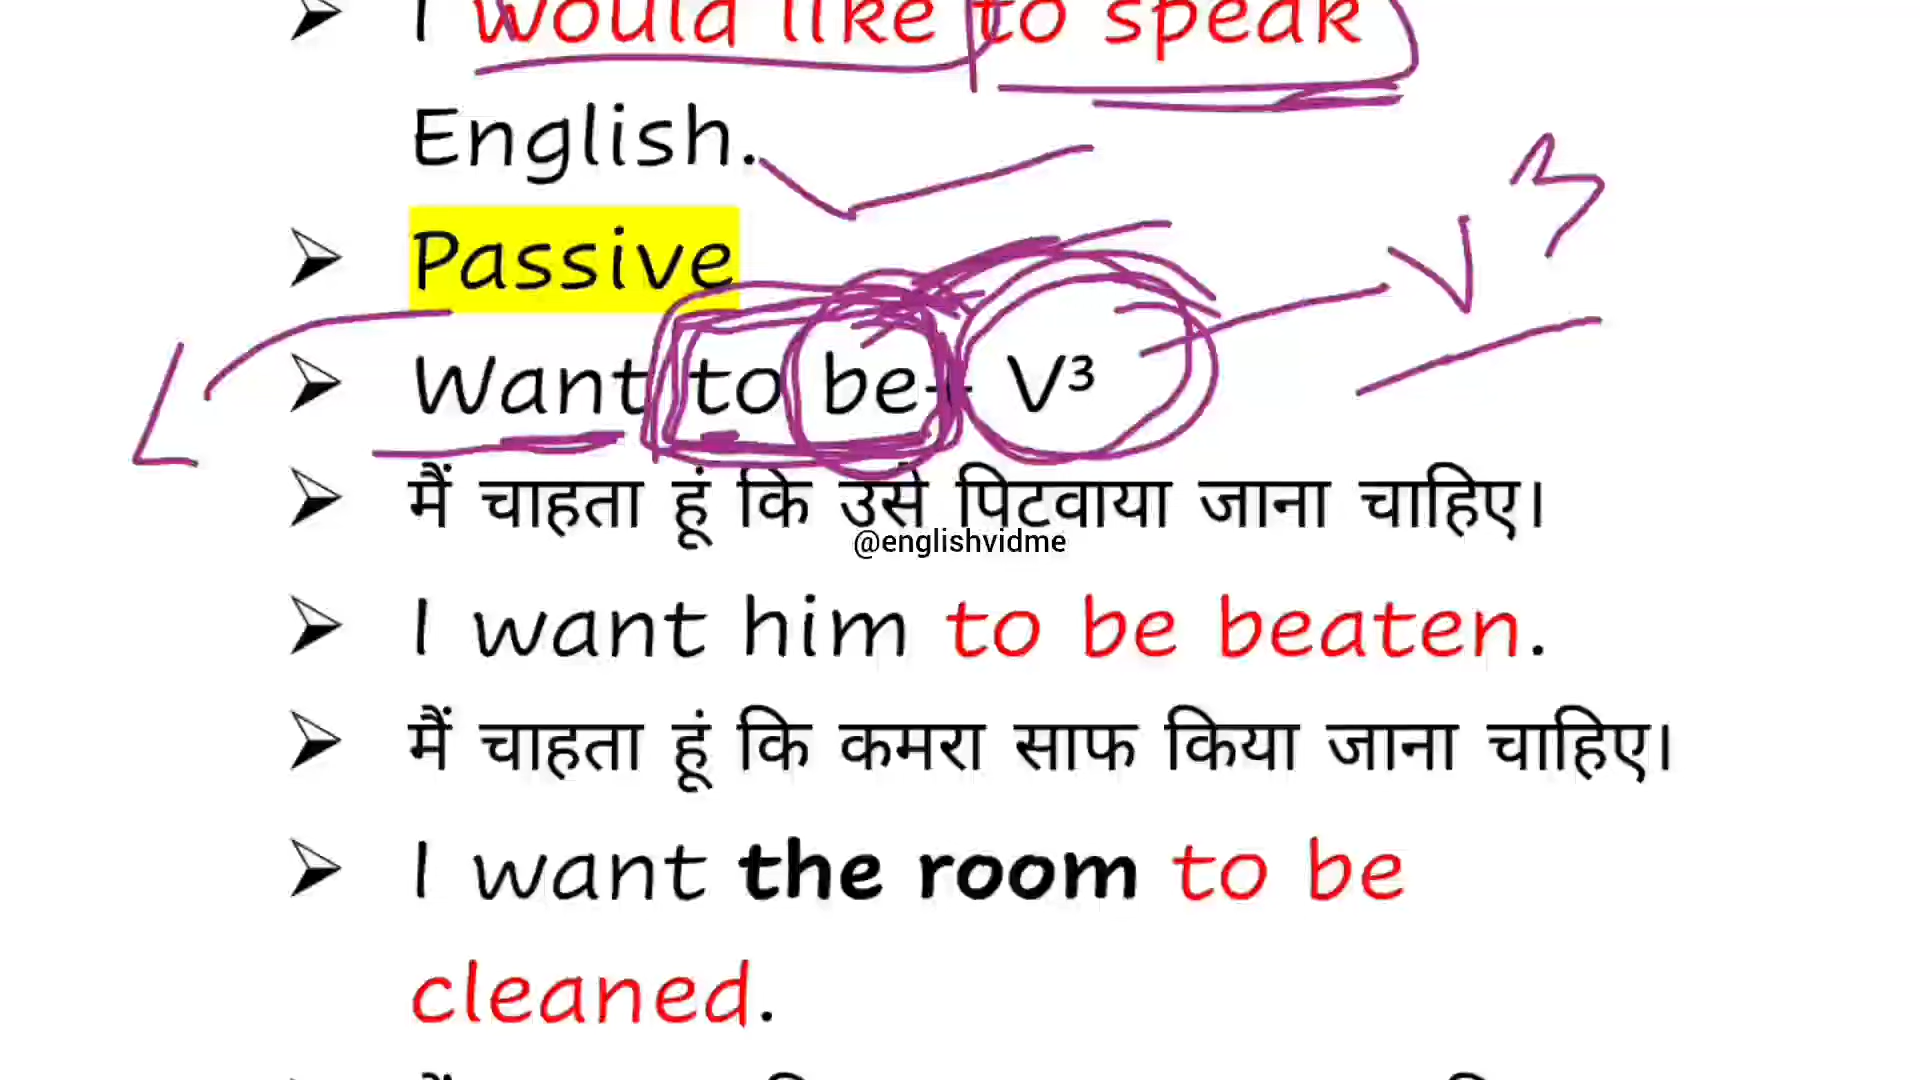 ➢ I would like to speak
English.
➢ Passive
➢ Want to be+ V³
V3
➢ मैं चाहता हूं कि उसे पिटवाया जाना चाहिए।
@englishvidme
➢ I want him to be beaten.
➢ मैं चाहता हूं कि कमरा साफ किया जाना चाहिए।
➢ I want the room to be
cleaned.